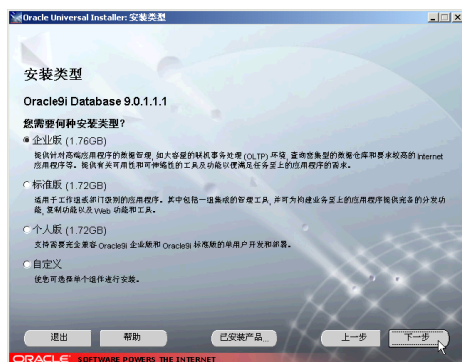 Oracle Universal Installer: 安装类型
安装类型
Oracle9i Database 9.0.1.1.1
您需要何种安装类型?
企业版 (1.76GB)
提供针对高端应用程序的数据管理, 如大容量的联机事务处理 (OLTP) 环境, 查询密集型的数据仓库和要求较高的 Internet
应用程序等。提供有关可用性和可伸缩性的工具及功能以便满足任务至上的应用程序的需求。
标准版 (1.72GB)
适用于工作组或部门级别的应用程序。其中包括一组集成的管理工具, 并可为构建业务至上的应用程序提供完备的分发功
能, 复制功能以及 Web 功能和工具。
个人版 (1.72GB)
支持需要完全兼容 Oracle9i 企业版和 Oracle9i 标准版的单用户开发和部署。
自定义
使您可选择单个组件进行安装。
退出 帮助 已安装产品... 上一步 下一步
ORACLE SOFTWARE POWERS THE INTERNET